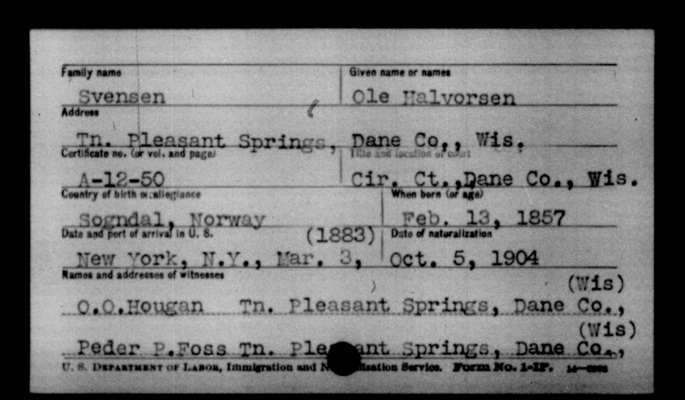 Family name Given name or names
Svensen Ole Halvorsen
Address
Tn. Pleasant Springs, Dane Co,, Wis.
Certificate no. (or vol. and page) Title and location of court
A-12-50 Cir. Ct.,Dane Co., Wis.
Country of birth or allegiance When born (or age)
Sogndal, Norway Feb. 13, 1857
Date and port of arrival in U. S. (1883) Date of naturalization
New York, N.Y., Mar. 3, Oct. 5, 1904
Names and addresses of witnesses
(Wis)
O.O.Hougan Tn. Pleasant Springs, Dane Co.,
(Wis)
Peder P.Foss Tn. Pleasant Springs, Dane Co.,
U. S. DEPARTMENT OF LABOR, Immigration and Naturalization Service. Form No. 1-IP.